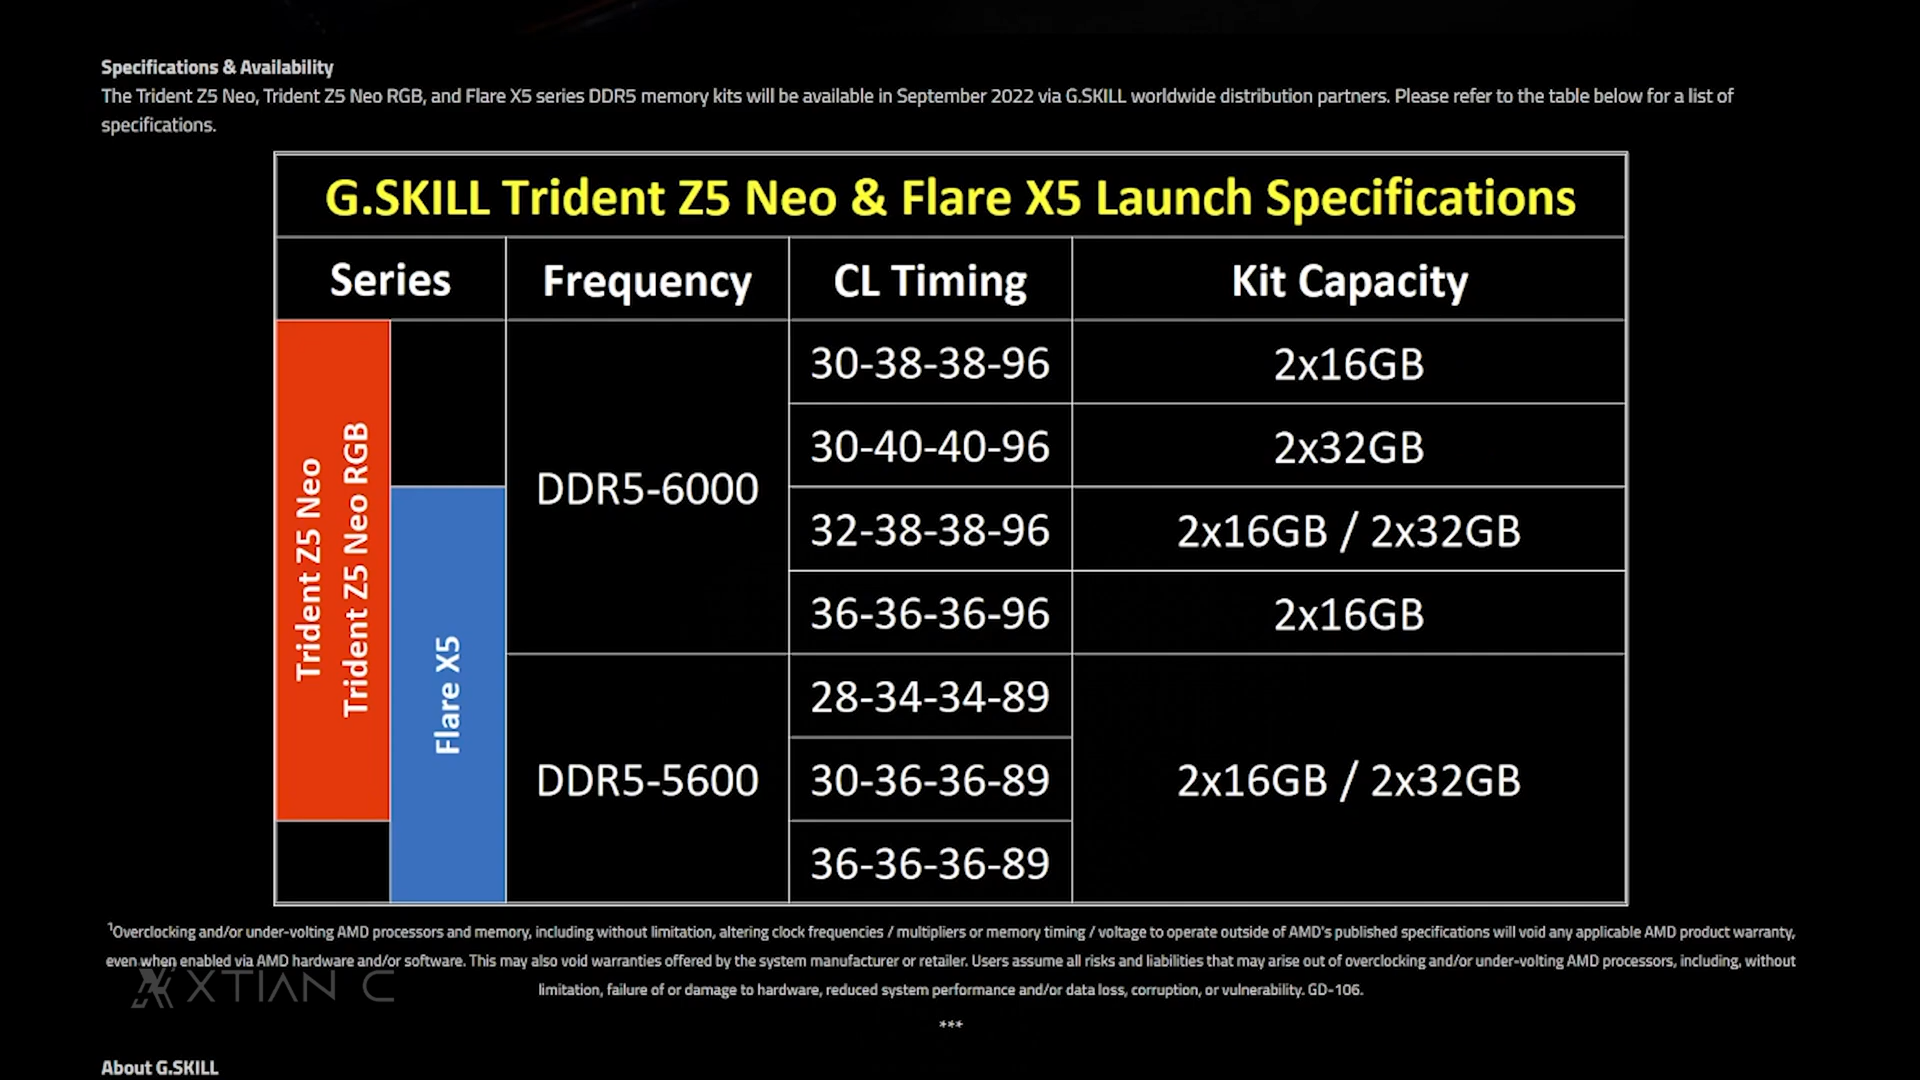 Specifications & Availability
The Trident Z5 Neo, Trident Z5 Neo RGB, and Flare X5 series DDR5 memory kits will be available in September 2022 via G.SKILL worldwide distribution partners. Please refer to the table below for a list of
specifications.
G.SKILL Trident Z5 Neo & Flare X5 Launch Specifications
Series Frequency CL Timing Kit Capacity
Trident Z5 Neo
Trident Z5 Neo RGB
Flare X5
DDR5-6000
30-38-38-96 2x16GB
30-40-40-96 2x32GB
32-38-38-96 2x16GB / 2x32GB
36-36-36-96 2x16GB
DDR5-5600
28-34-34-89
30-36-36-89 2x16GB / 2x32GB
36-36-36-89
¹Overclocking and/or under-volting AMD processors and memory, including without limitation, altering clock frequencies / multipliers or memory timing / voltage to operate outside of AMD's published specifications will void any applicable AMD product warranty,
even when enabled via AMD hardware and/or software. This may also void warranties offered by the system manufacturer or retailer. Users assume all risks and liabilities that may arise out of overclocking and/or under-volting AMD processors, including, without
limitation, failure of or damage to hardware, reduced system performance and/or data loss, corruption, or vulnerability. GD-106.
XTIAN C
***
About G.SKILL